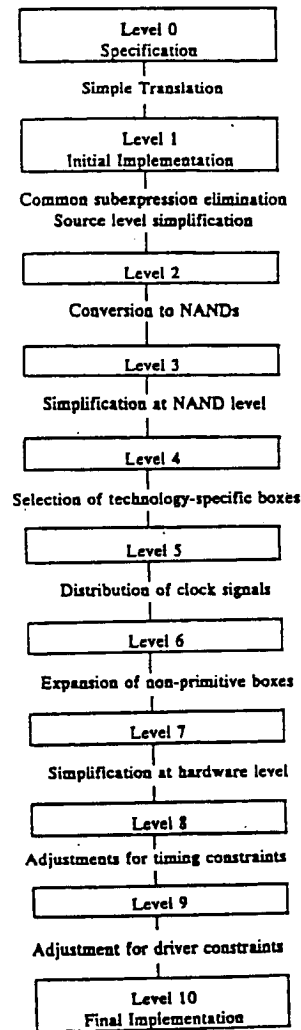 Level 0
Specification
Simple Translation
Level 1
Initial Implementation
Common subexpression elimination
Source level simplification
Level 2
Conversion to NANDs
Level 3
Simplification at NAND level
Level 4
Selection of technology-specific boxes
Level 5
Distribution of clock signals
Level 6
Expansion of non-primitive boxes
Level 7
Simplification at hardware level
Level 8
Adjustments for timing constraints
Level 9
Adjustment for driver constraints
Level 10
Final Implementation